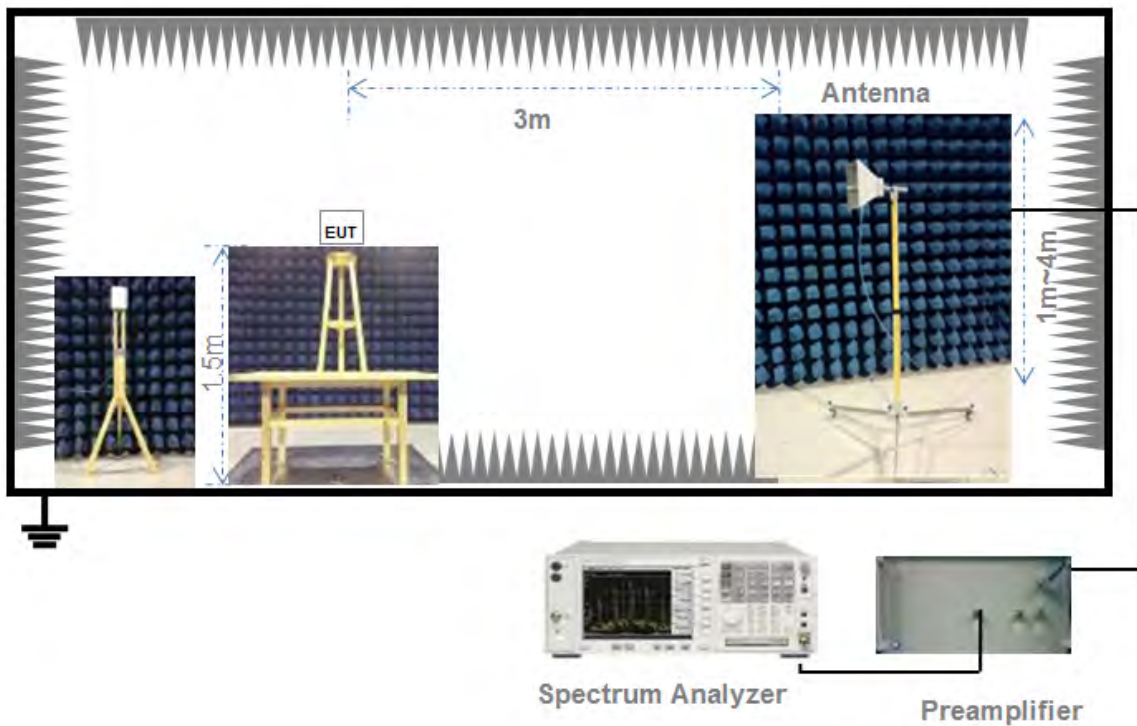 Antenna
3m
EUT
1.5m
1m~4m
Spectrum Analyzer
Preamplifier